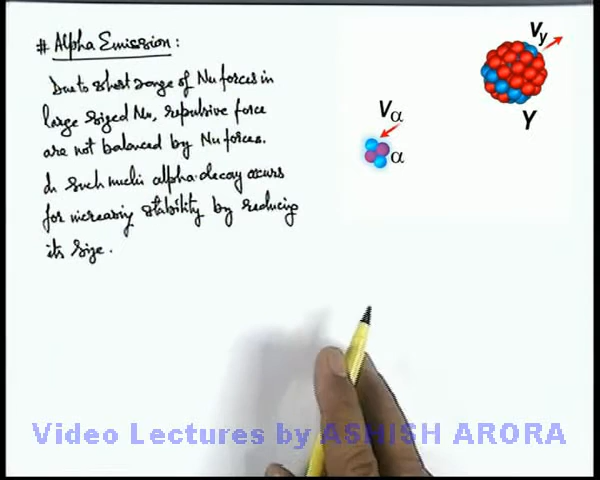 # Alpha Emission :
Due to short range of Nu forces in
large sized Nu, repulsive force
are not balanced by Nu forces.
In such nuclei alpha-decay occurs
for increasing stability by reducing
its size.
Vy
Y
Vα
α
Video Lectures by ASHISH ARORA